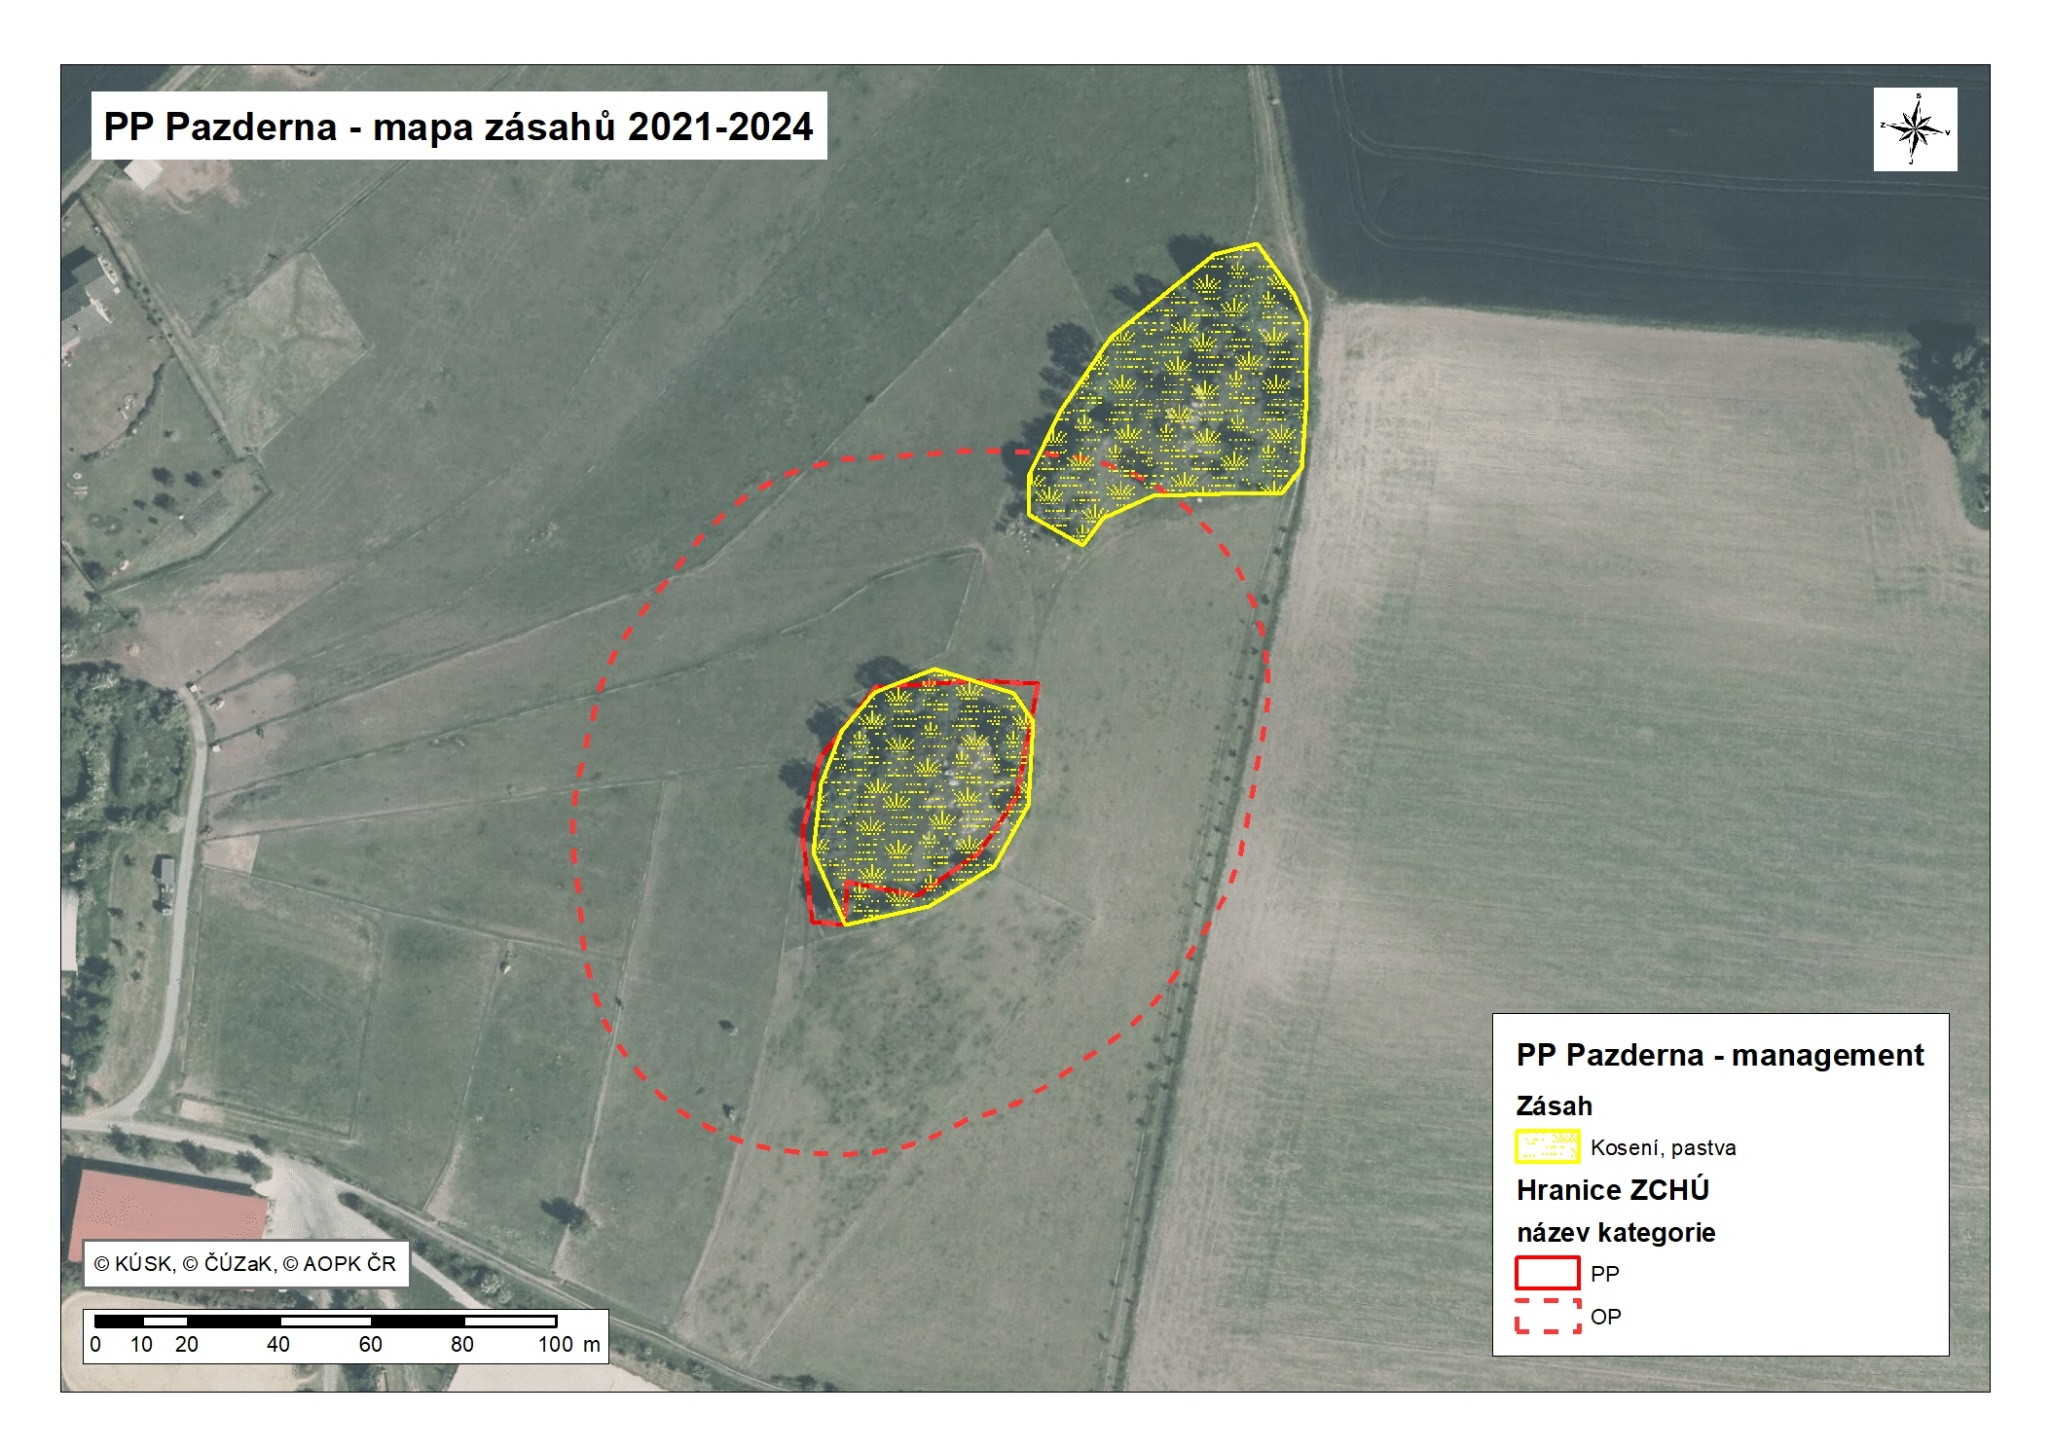 PP Pazderna - mapa zásahů 2021-2024
S
Z
V
J
PP Pazderna - management
Zásah
Kosení, pastva
Hranice ZCHÚ
název kategorie
PP
OP
© KÚSK, © ČÚZaK, © AOPK ČR
0 10 20 40 60 80 100 m